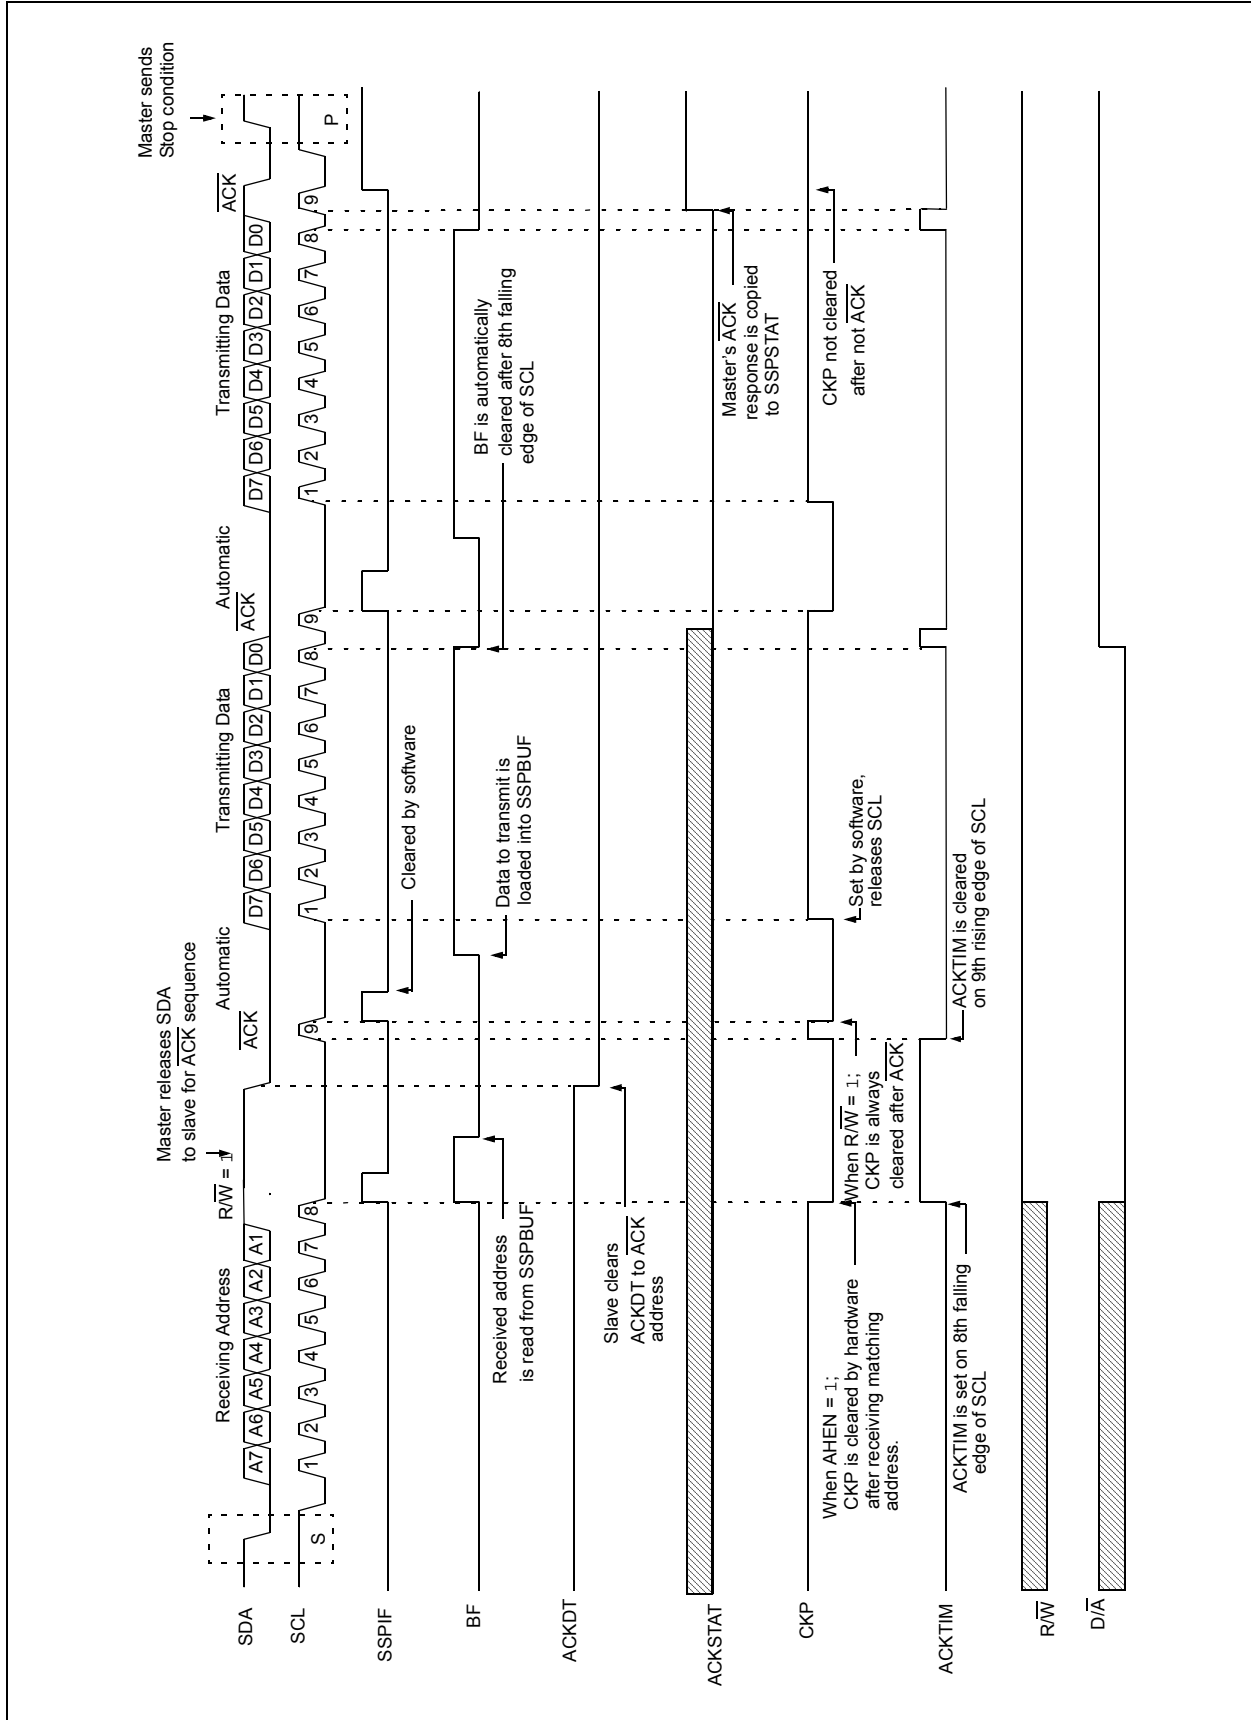 Master releases SDA
to slave for ACK sequence
Master sends
Stop condition
Receiving Address
R/W = 1
ACK
Automatic
Transmitting Data
ACK
Automatic
Transmitting Data
ACK
SDA
A7 A6 A5 A4 A3 A2 A1
D7 D6 D5 D4 D3 D2 D1 D0
D7 D6 D5 D4 D3 D2 D1 D0
SCL
1 2 3 4 5 6 7 8 9
1 2 3 4 5 6 7 8 9
1 2 3 4 5 6 7 8 9
S
P
SSPIF
Cleared by software
BF
Received address
is read from SSPBUF
Data to transmit is
loaded into SSPBUF
BF is automatically
cleared after 8th falling
edge of SCL
ACKDT
Slave clears
ACKDT to ACK
address
ACKSTAT
Master's ACK
response is copied
to SSPSTAT
CKP
When AHEN = 1;
CKP is cleared by hardware
after receiving matching
address.
When R/W = 1;
CKP is always
cleared after ACK
Set by software,
releases SCL
CKP not cleared
after not ACK
ACKTIM
ACKTIM is set on 8th falling
edge of SCL
ACKTIM is cleared
on 9th rising edge of SCL
R/W
D/A